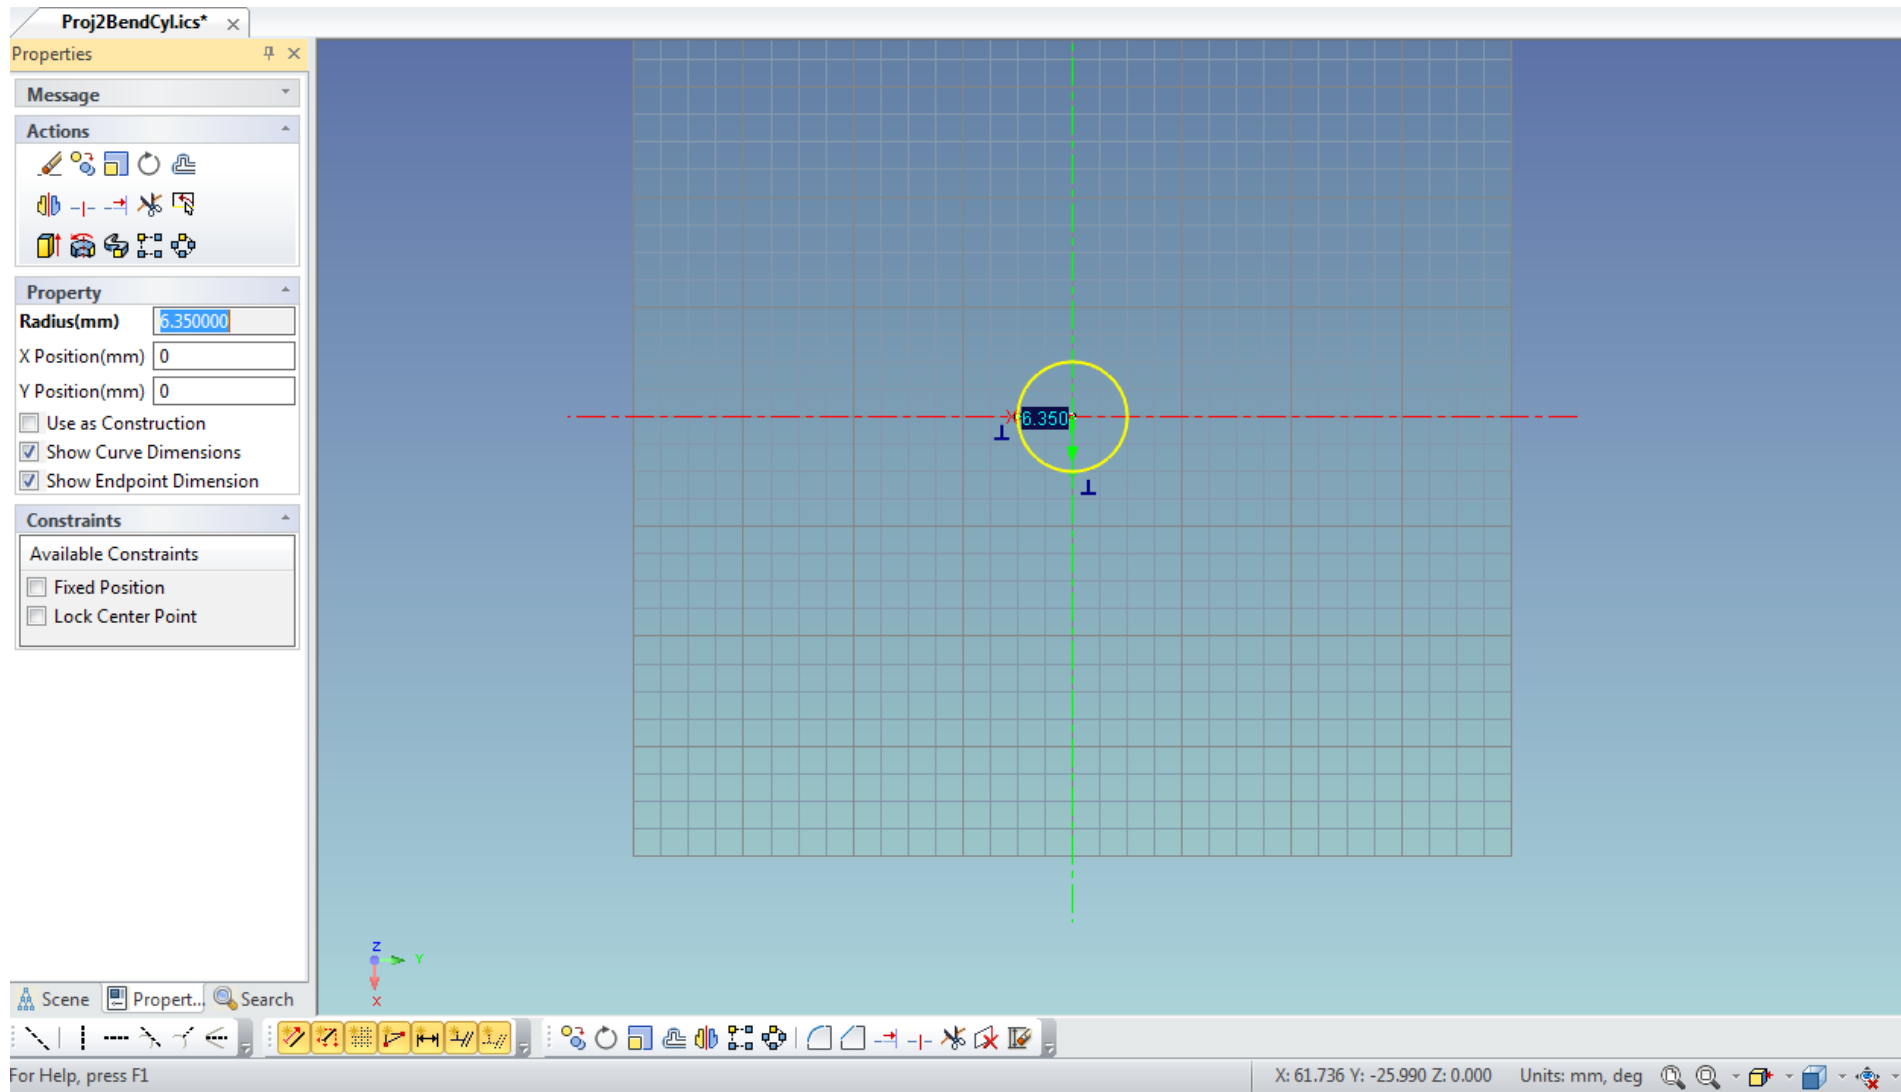 Proj2BendCyl.ics*
Properties
Message
Actions
Property
Radius(mm) 6.350000
X Position(mm) 0
Y Position(mm) 0
Use as Construction
Show Curve Dimensions
Show Endpoint Dimension
Constraints
Available Constraints
Fixed Position
Lock Center Point
6.350
Z
Y
X
Scene Propert... Search
For Help, press F1 X: 61.736 Y: -25.990 Z: 0.000 Units: mm, deg